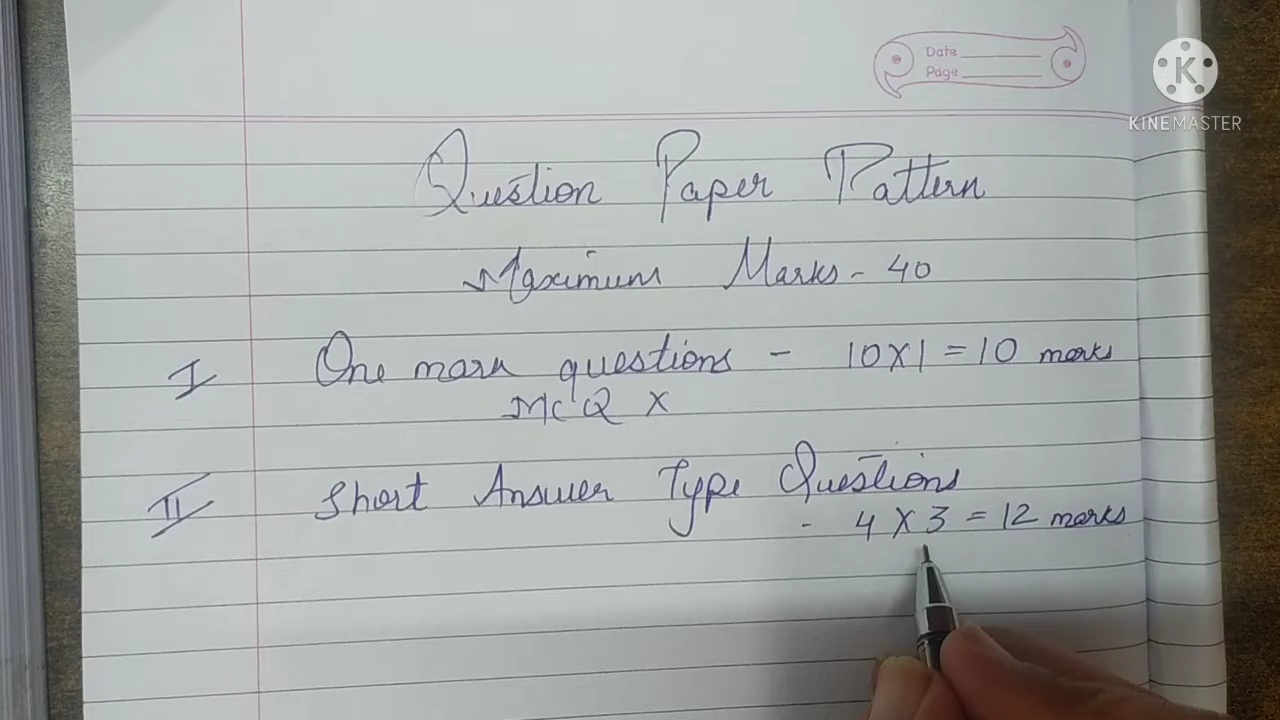 Date
Page
KINEMASTER
Question Paper Pattern
Maximum Marks - 40
I One mark questions - 10 X 1 = 10 marks
MCQ X
II Short Answer Type Questions
- 4 X 3 = 12 marks